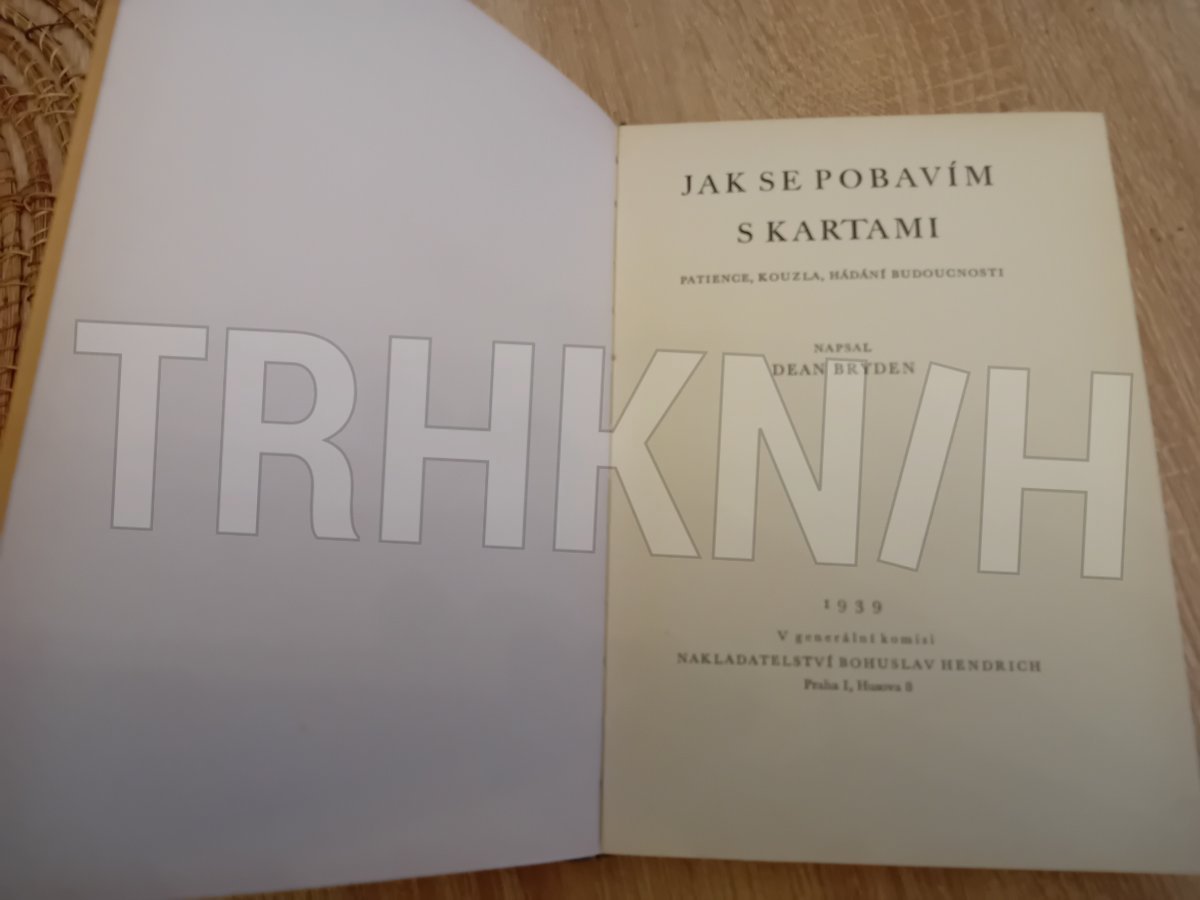 JAK SE POBAVÍM
S KARTAMI
PATIENCE, KOUZLA, HÁDÁNÍ BUDOUCNOSTI
NAPSAL
DEAN BRYDEN
TRHKN/H
1939
V generální komisi
NAKLADATELSTVÍ BOHUSLAV HENDRICH
Praha I, Husova 8